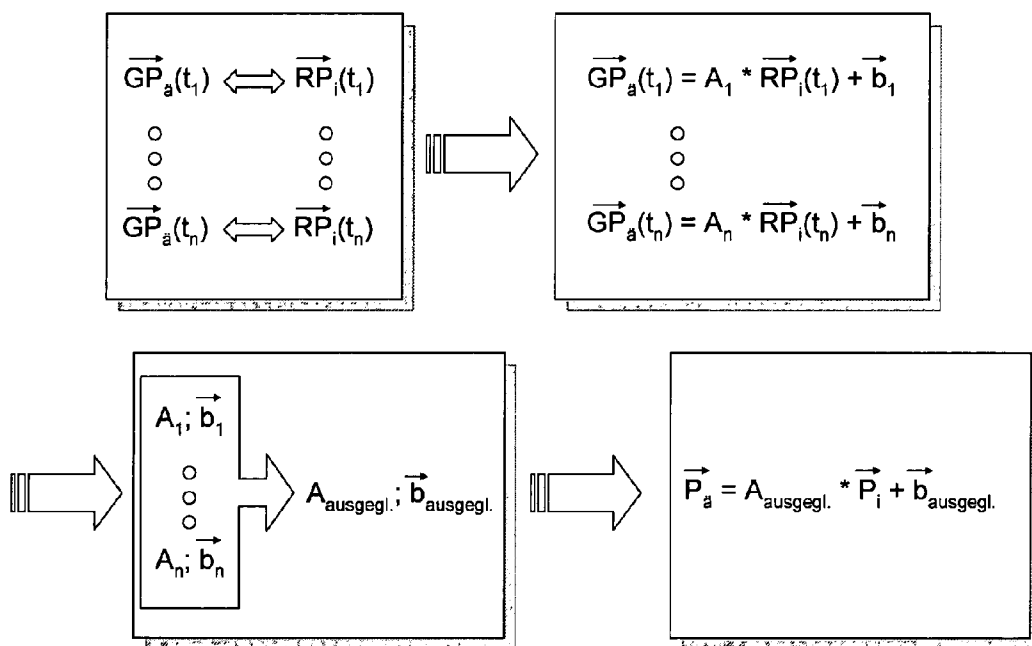 GPä(t1) ⟺ RPi(t1)
GPä(tn) ⟺ RPi(tn)
GPä(t1) = A1 * RPi(t1) + b1
GPä(tn) = An * RPi(tn) + bn
A1; b1
An; bn
Aausgegl.; bausgegl.
Pä = Aausgegl. * Pi + bausgegl.